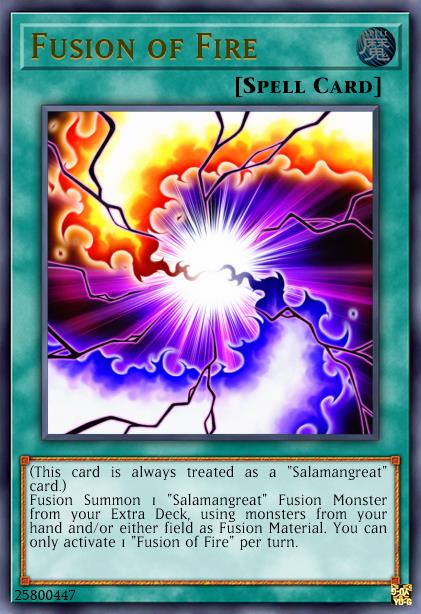 Fusion of Fire
魔
[Spell Card]
(This card is always treated as a "Salamangreat"
card.)
Fusion Summon 1 "Salamangreat" Fusion Monster
from your Extra Deck, using monsters from your
hand and/or either field as Fusion Material. You can
only activate 1 "Fusion of Fire" per turn.
25800447